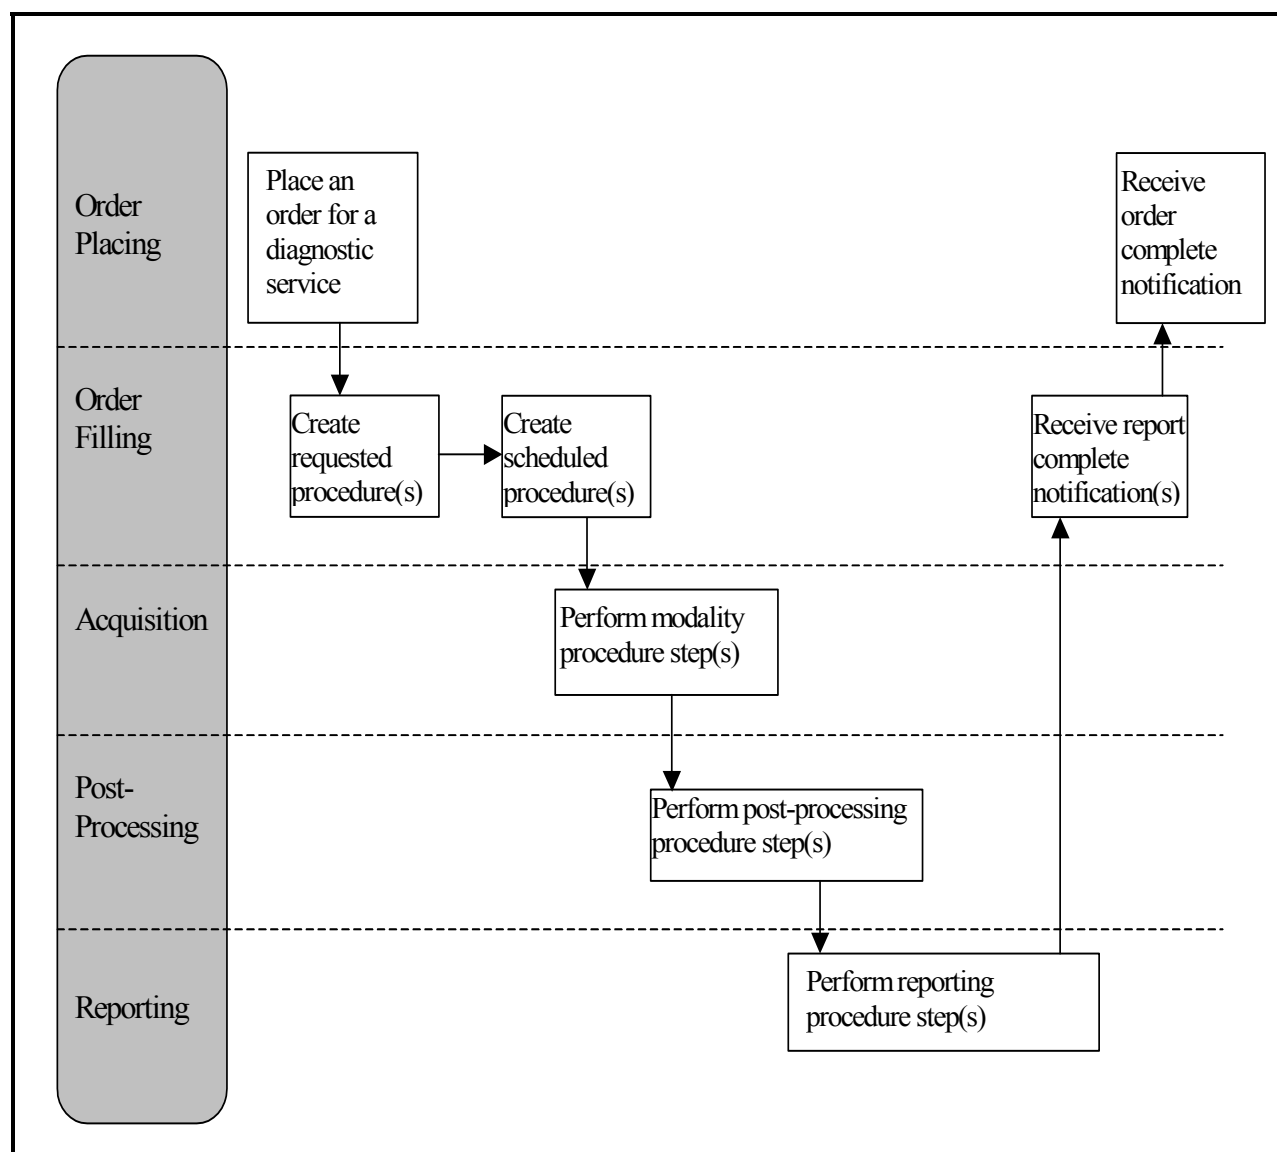 Order
Placing
Place an
order for a
diagnostic
service
Receive
order
complete
notification
Order
Filling
Create
requested
procedure(s)
Create
scheduled
procedure(s)
Receive report
complete
notification(s)
Acquisition
Perform modality
procedure step(s)
Post-
Processing
Perform post-processing
procedure step(s)
Reporting
Perform reporting
procedure step(s)